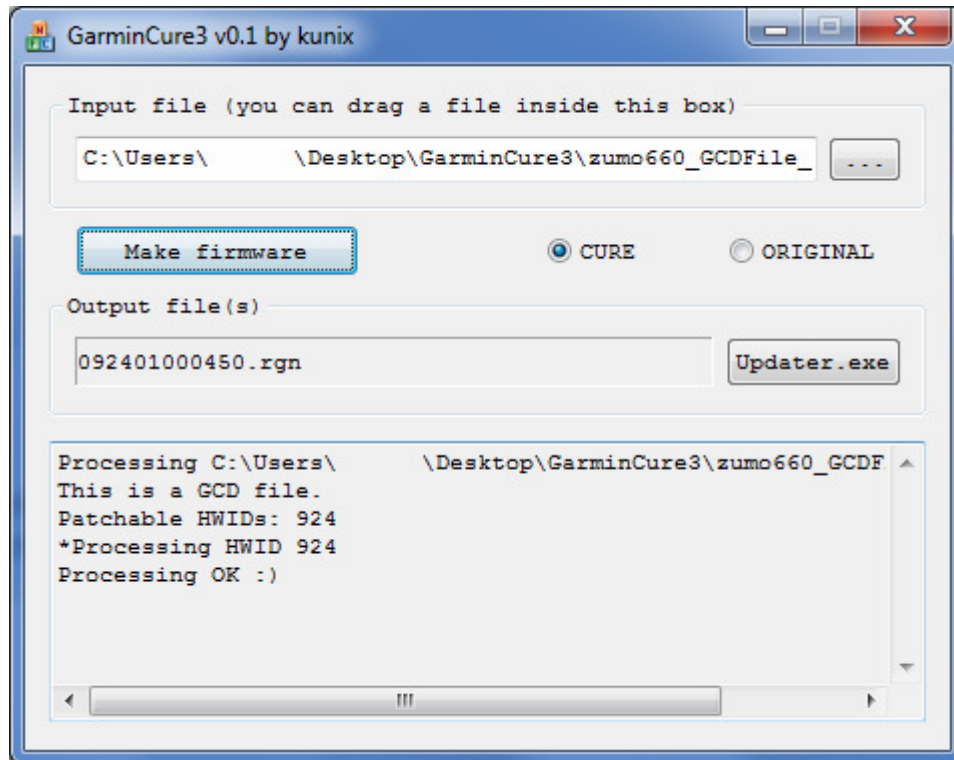 GarminCure3 v0.1 by kunix
Input file (you can drag a file inside this box)
C:\Users\ \Desktop\GarminCure3\zumo660_GCDFile_ ...
Make firmware CURE ORIGINAL
Output file(s)
092401000450.rgn Updater.exe
Processing C:\Users\ \Desktop\GarminCure3\zumo660_GCDF
This is a GCD file.
Patchable HWIDs: 924
*Processing HWID 924
Processing OK :)